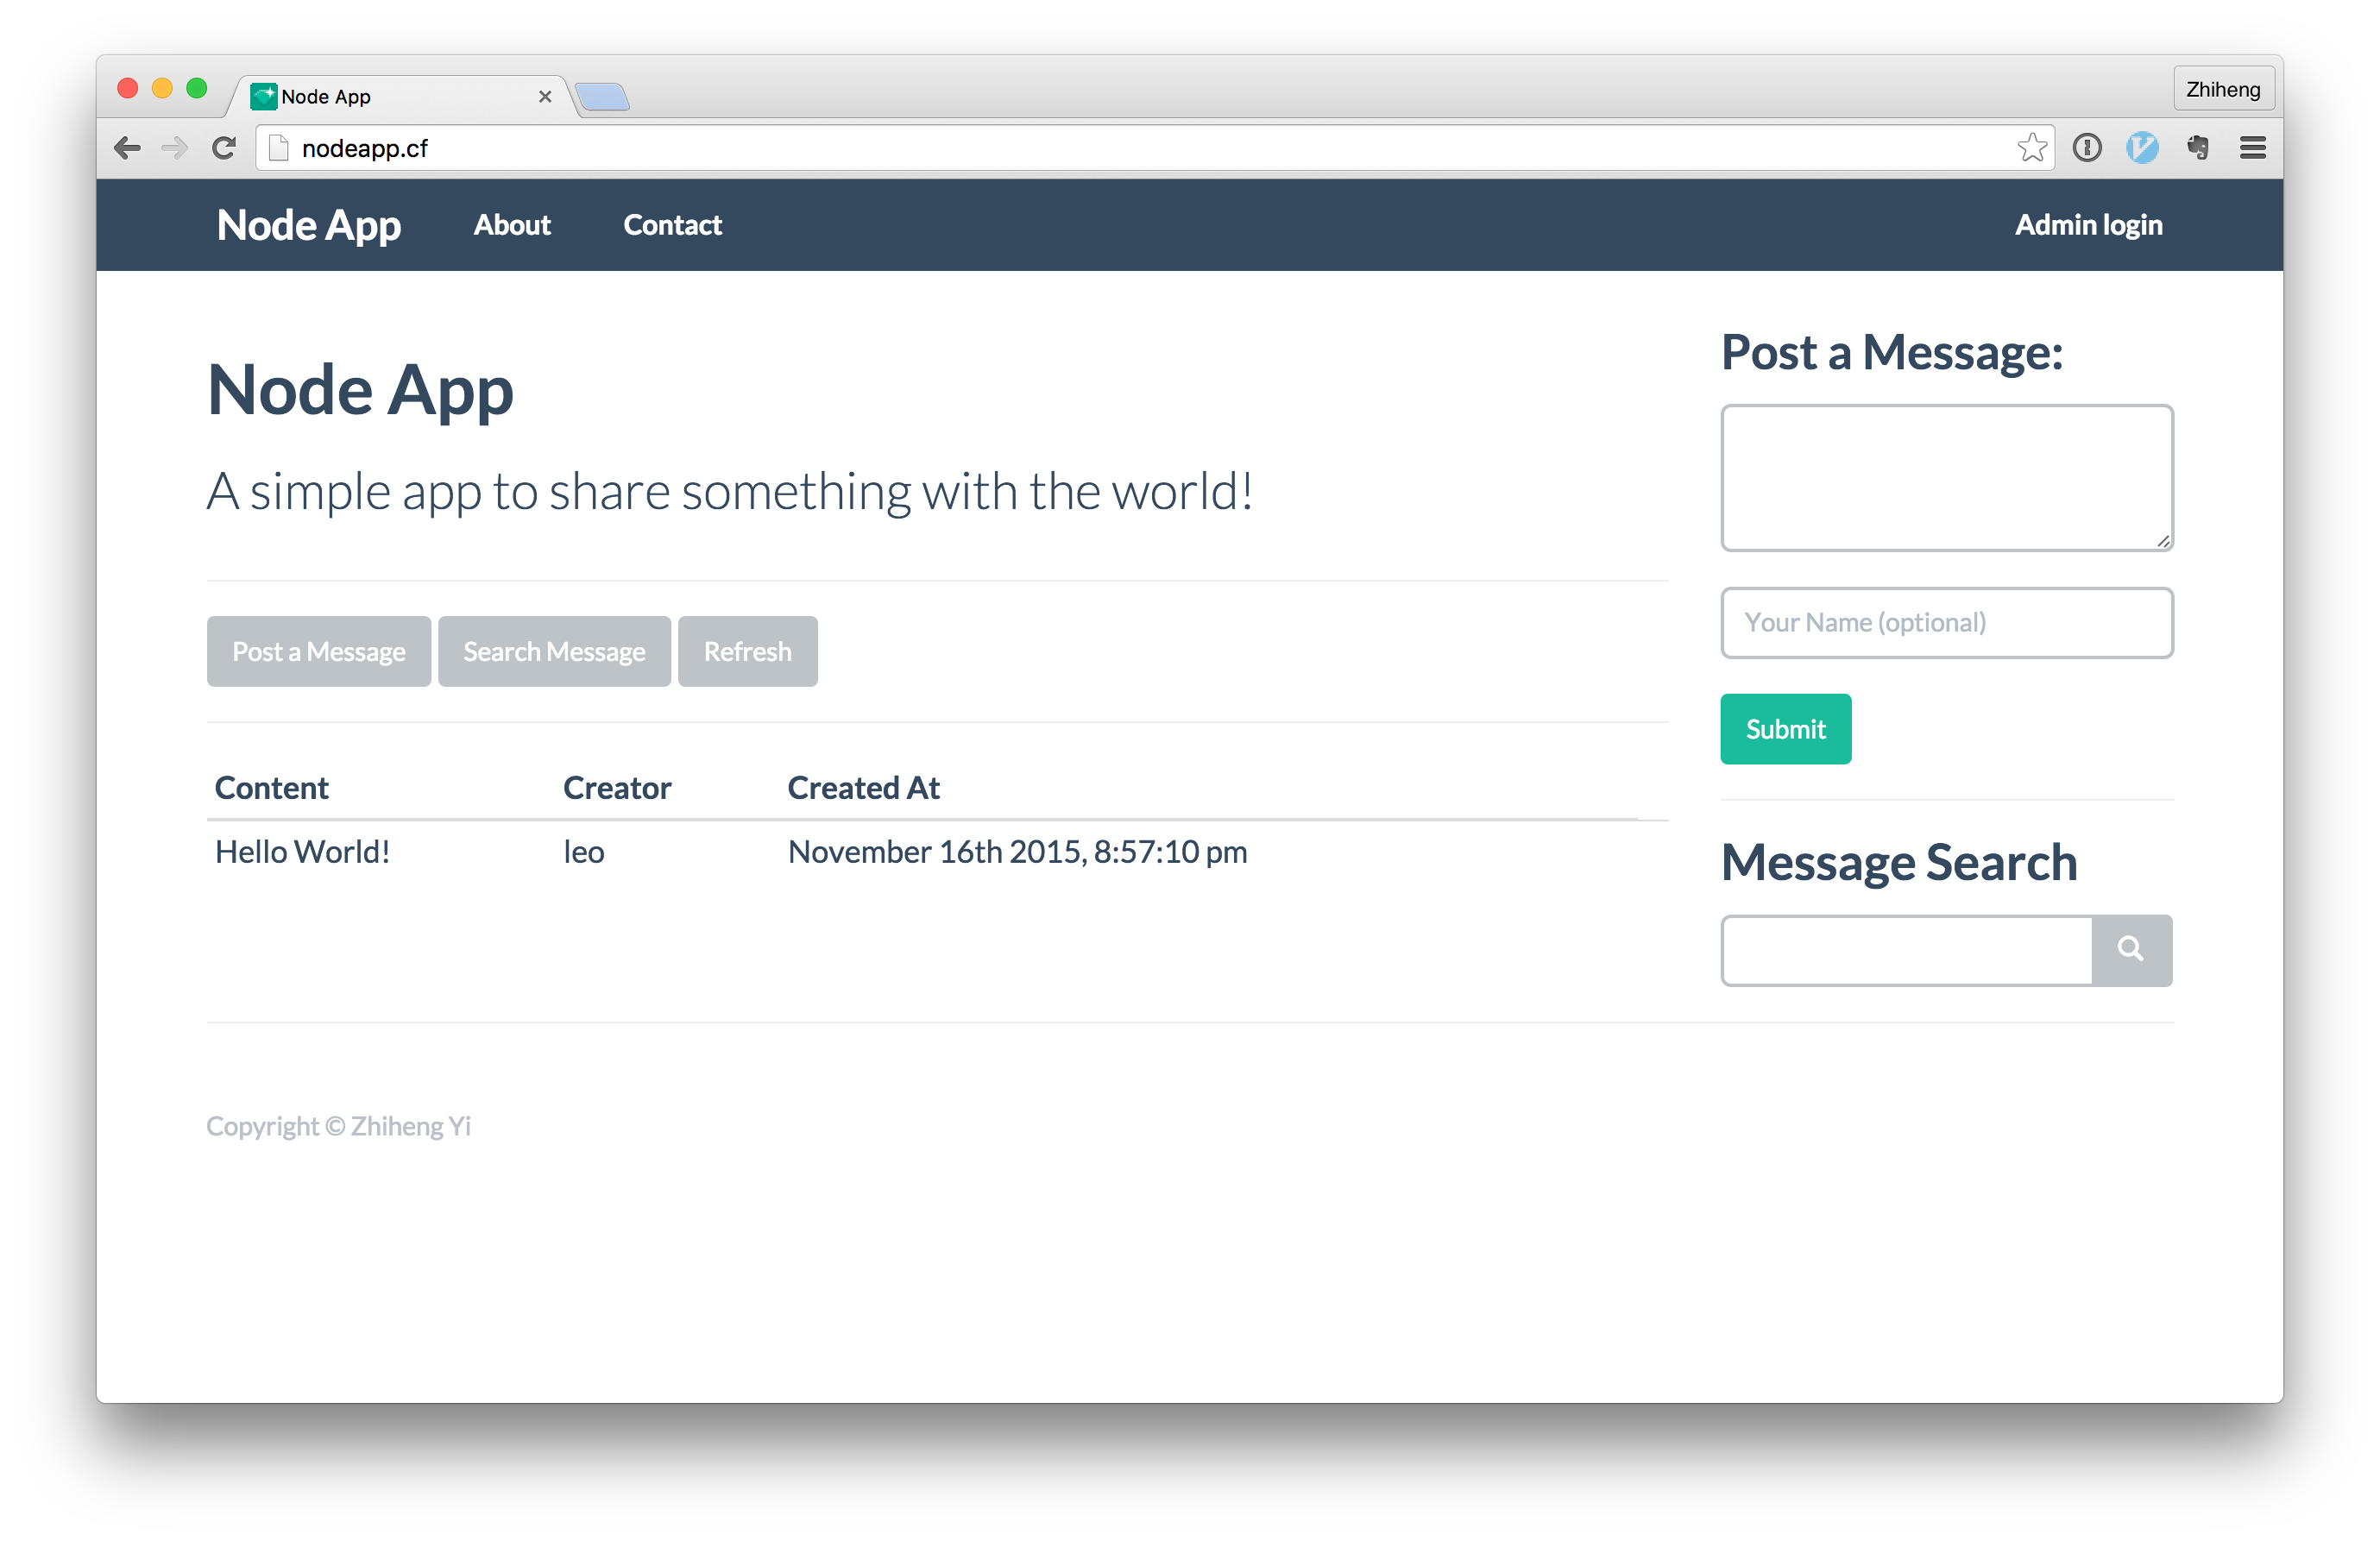 Node App
Zhiheng
nodeapp.cf
Node App About Contact Admin login
Node App
A simple app to share something with the world!
Post a Message Search Message Refresh
Content Creator Created At
Hello World! leo November 16th 2015, 8:57:10 pm
Post a Message:
Your Name (optional)
Submit
Message Search
Copyright © Zhiheng Yi